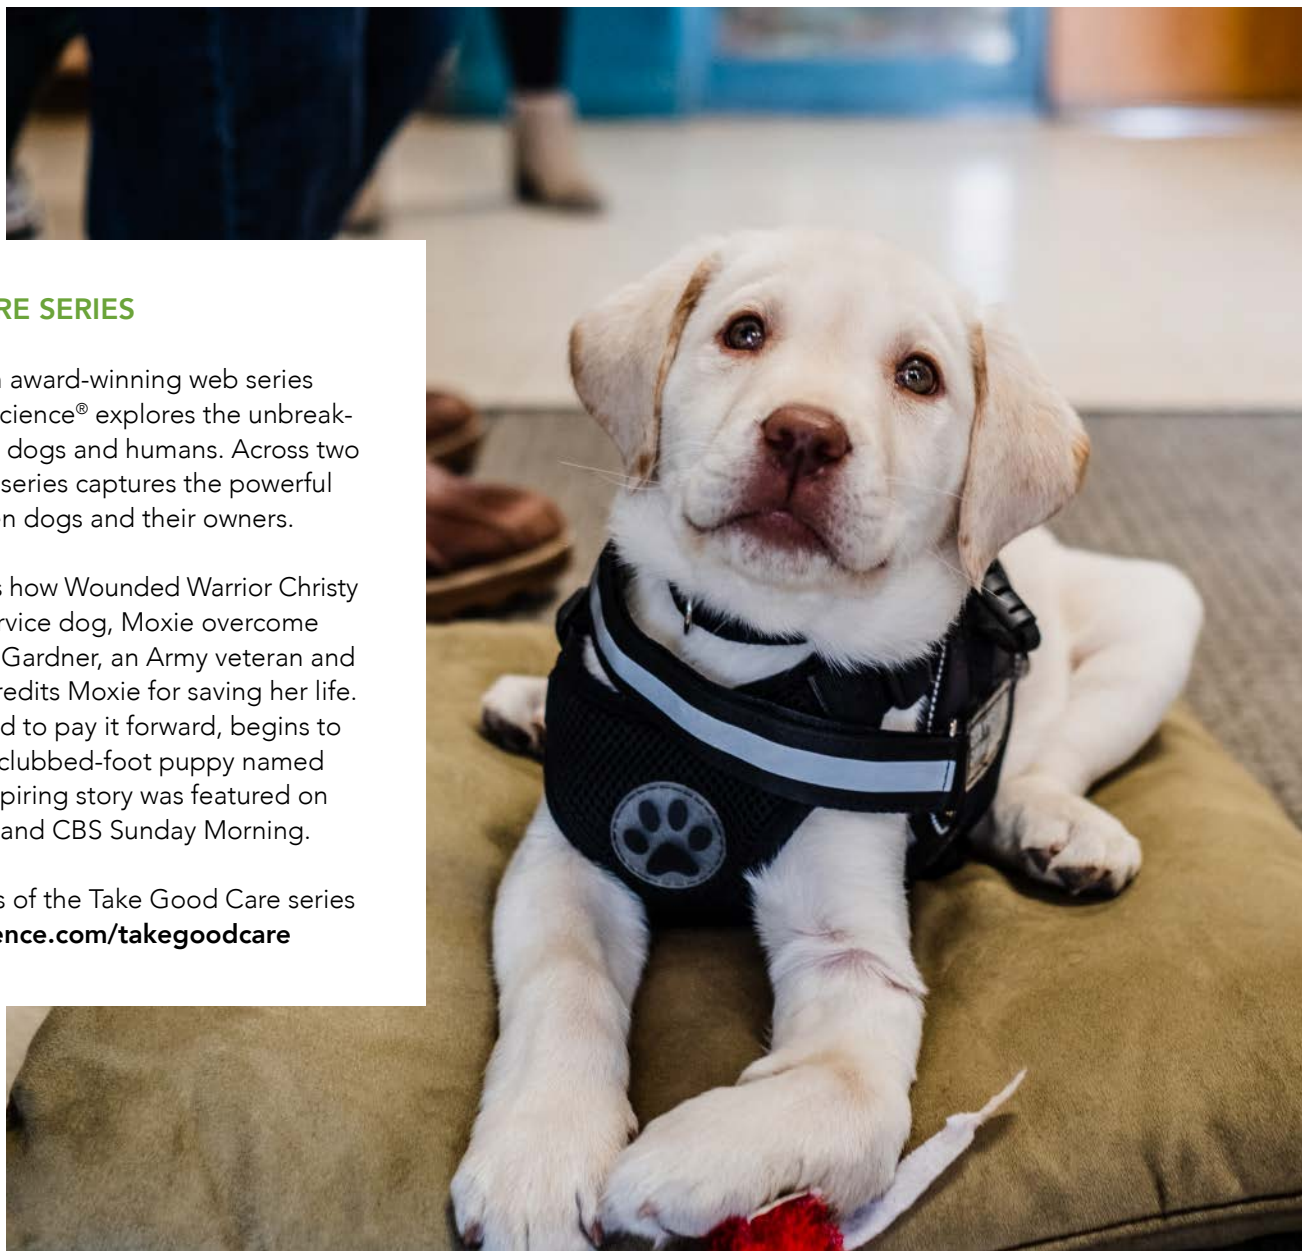 RE SERIES
award-winning web series
cience® explores the unbreak-
dogs and humans. Across two
series captures the powerful
n dogs and their owners.
s how Wounded Warrior Christy
rvice dog, Moxie overcome
Gardner, an Army veteran and
redits Moxie for saving her life.
d to pay it forward, begins to
clubbed-foot puppy named
piring story was featured on
and CBS Sunday Morning.
s of the Take Good Care series
ence.com/takegoodcare